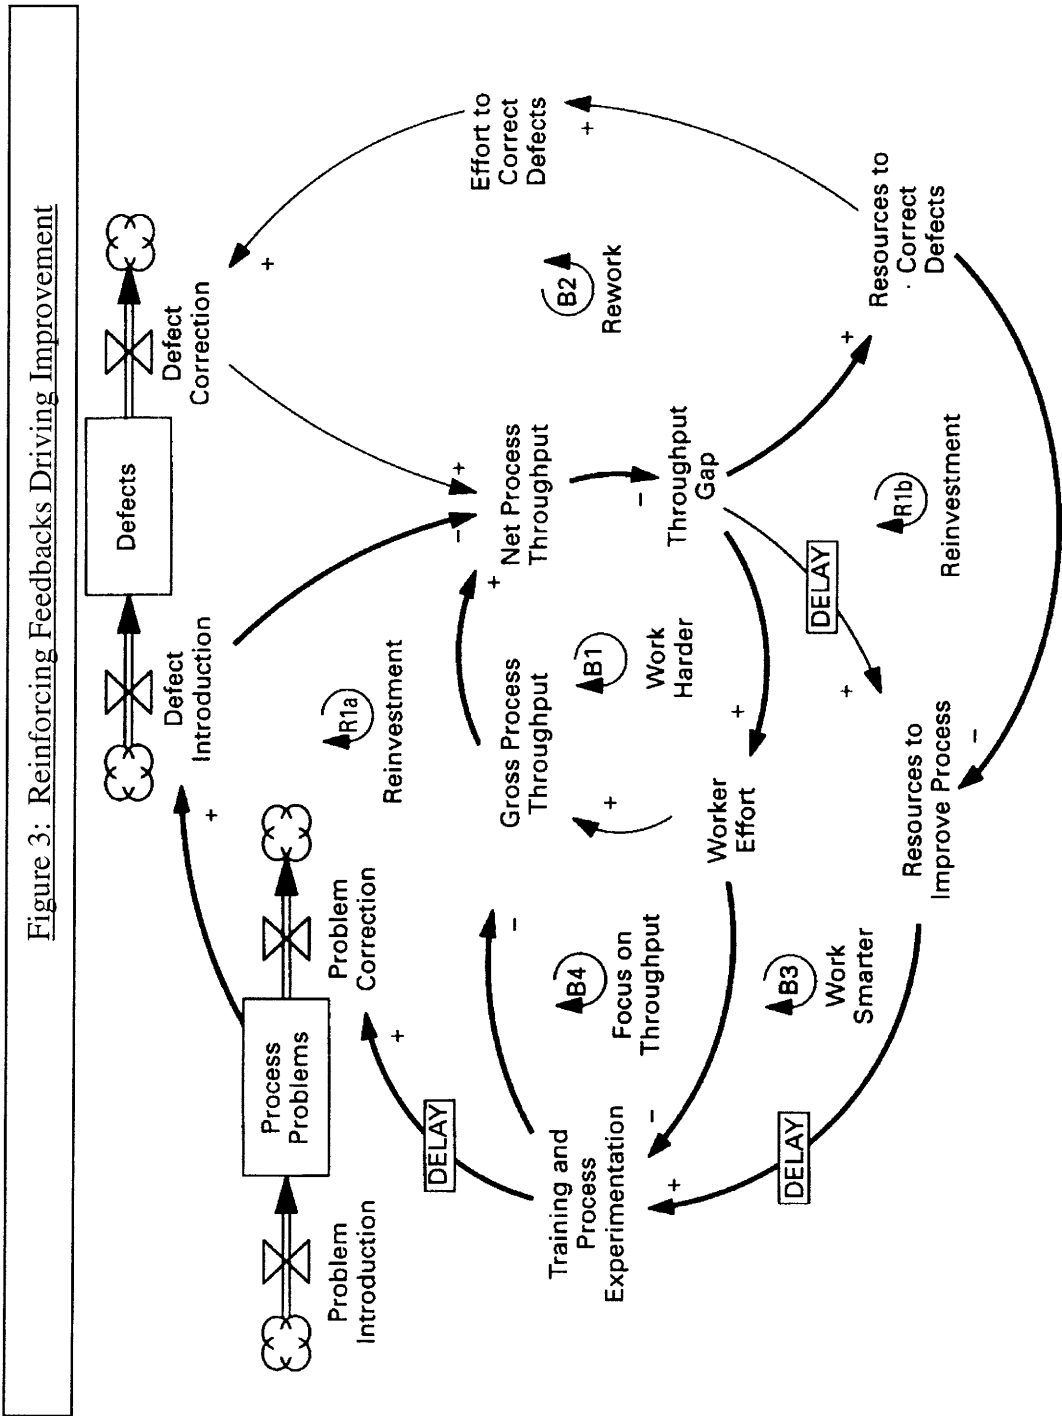 Figure 3: Reinforcing Feedbacks Driving Improvement
Defects
Defect
Introduction
Defect
Correction
Process
Problems
Problem
Introduction
Problem
Correction
+
+
+
+
-
+
-
+
-
+
+
-
+
+
+
-
+
DELAY
DELAY
DELAY
R1a
Reinvestment
Effort to
Correct
Defects
B2
Rework
Net Process
Throughput
Gross Process
Throughput
Throughput
Gap
B1
Work
Harder
Worker
Effort
B4
Focus on
Throughput
Training and
Process
Experimentation
B3
Work
Smarter
Resources to
Correct
Defects
R1b
Reinvestment
Resources to
Improve Process